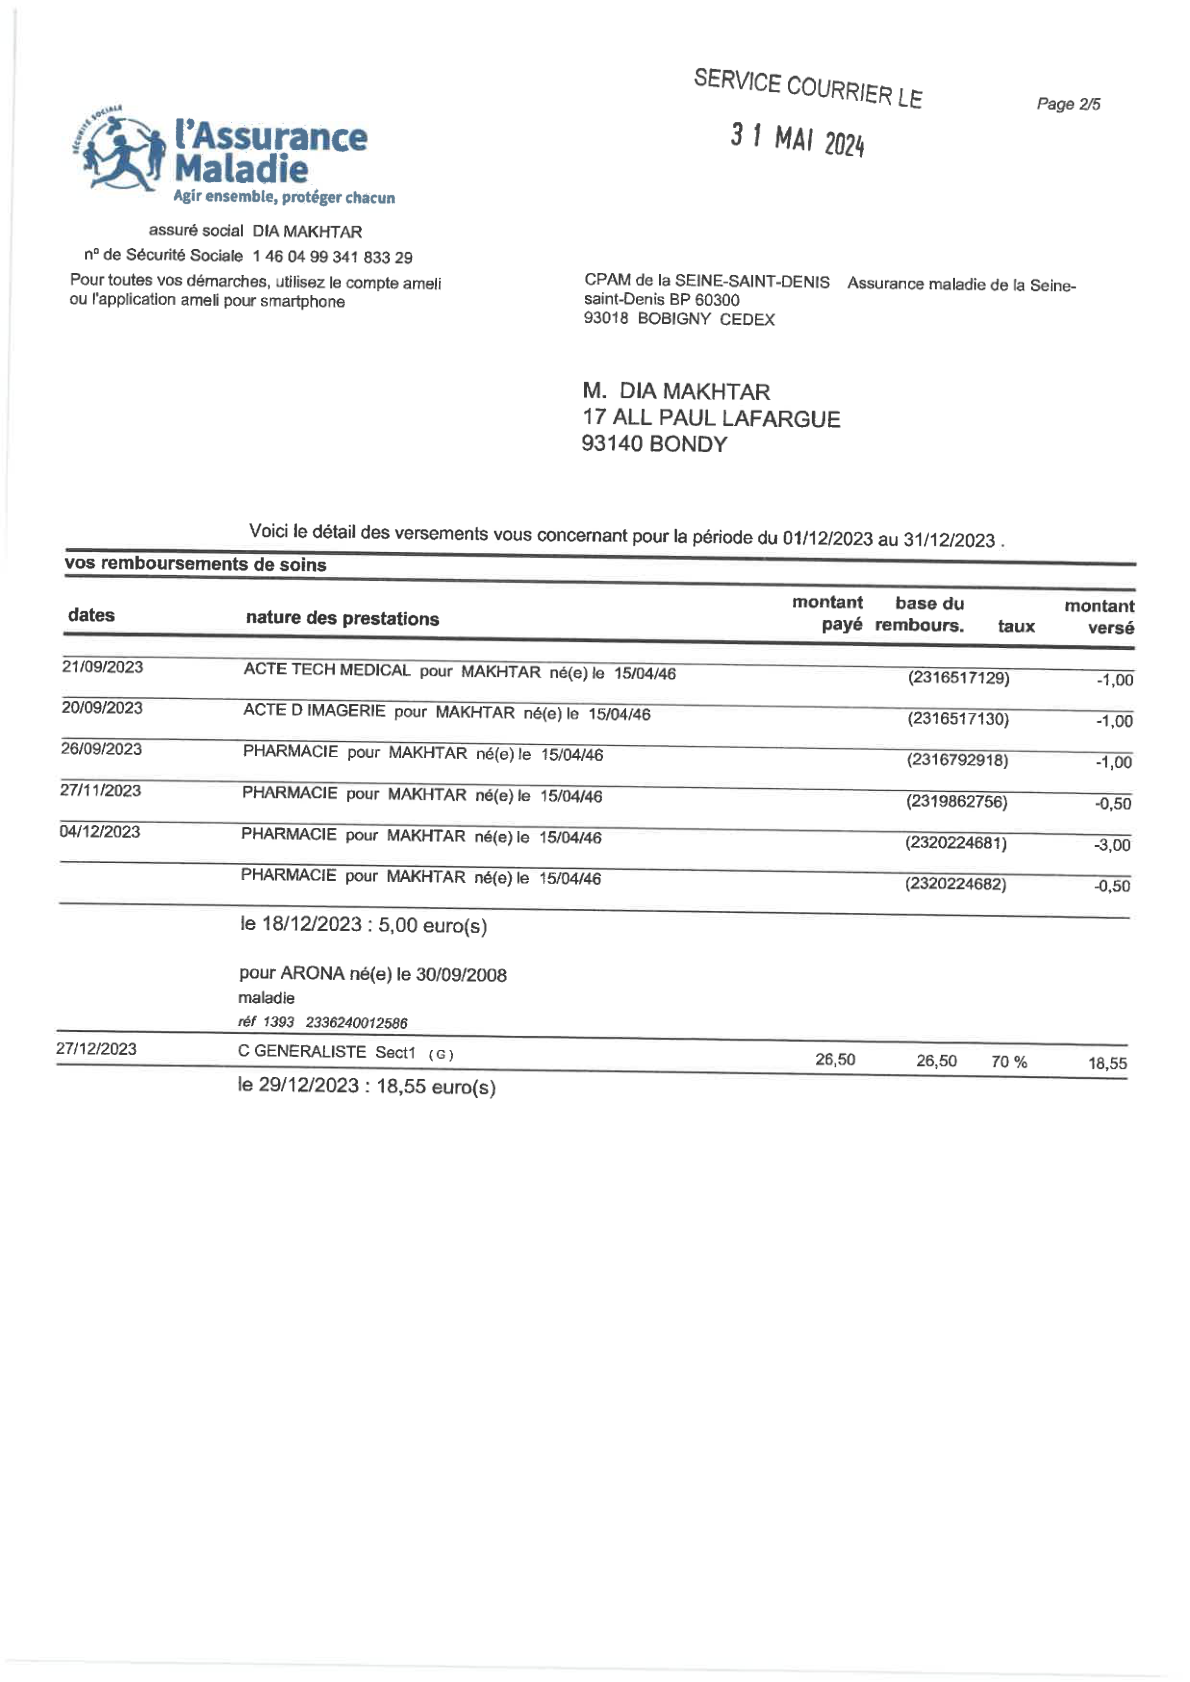 SERVICE COURRIER LE
Page 2/5
31 MAI 2024
SÉCURITÉ SOCIALE
l'Assurance
Maladie
Agir ensemble, protéger chacun
assuré social DIA MAKHTAR
n° de Sécurité Sociale 1 46 04 99 341 833 29
Pour toutes vos démarches, utilisez le compte ameli
ou l'application ameli pour smartphone
CPAM de la SEINE-SAINT-DENIS Assurance maladie de la Seine-
saint-Denis BP 60300
93018 BOBIGNY CEDEX
M. DIA MAKHTAR
17 ALL PAUL LAFARGUE
93140 BONDY
Voici le détail des versements vous concernant pour la période du 01/12/2023 au 31/12/2023 .
vos remboursements de soins
dates nature des prestations montant payé base du rembours. taux montant versé
21/09/2023 ACTE TECH MEDICAL pour MAKHTAR né(e) le 15/04/46 (2316517129) -1,00
20/09/2023 ACTE D IMAGERIE pour MAKHTAR né(e) le 15/04/46 (2316517130) -1,00
26/09/2023 PHARMACIE pour MAKHTAR né(e) le 15/04/46 (2316792918) -1,00
27/11/2023 PHARMACIE pour MAKHTAR né(e) le 15/04/46 (2319862756) -0,50
04/12/2023 PHARMACIE pour MAKHTAR né(e) le 15/04/46 (2320224681) -3,00
PHARMACIE pour MAKHTAR né(e) le 15/04/46 (2320224682) -0,50
le 18/12/2023 : 5,00 euro(s)
pour ARONA né(e) le 30/09/2008
maladie
réf 1393 2336240012586
27/12/2023 C GENERALISTE Sect1 (G) 26,50 26,50 70 % 18,55
le 29/12/2023 : 18,55 euro(s)